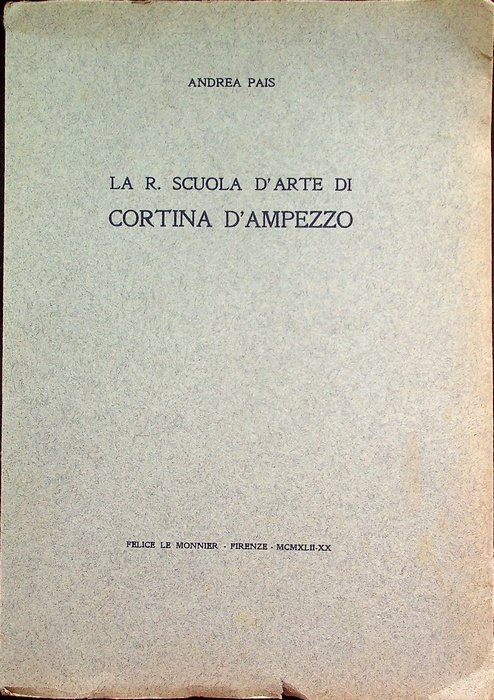 ANDREA PAIS
LA R. SCUOLA D'ARTE DI
CORTINA D'AMPEZZO
FELICE LE MONNIER - FIRENZE - MCMXLII-XX